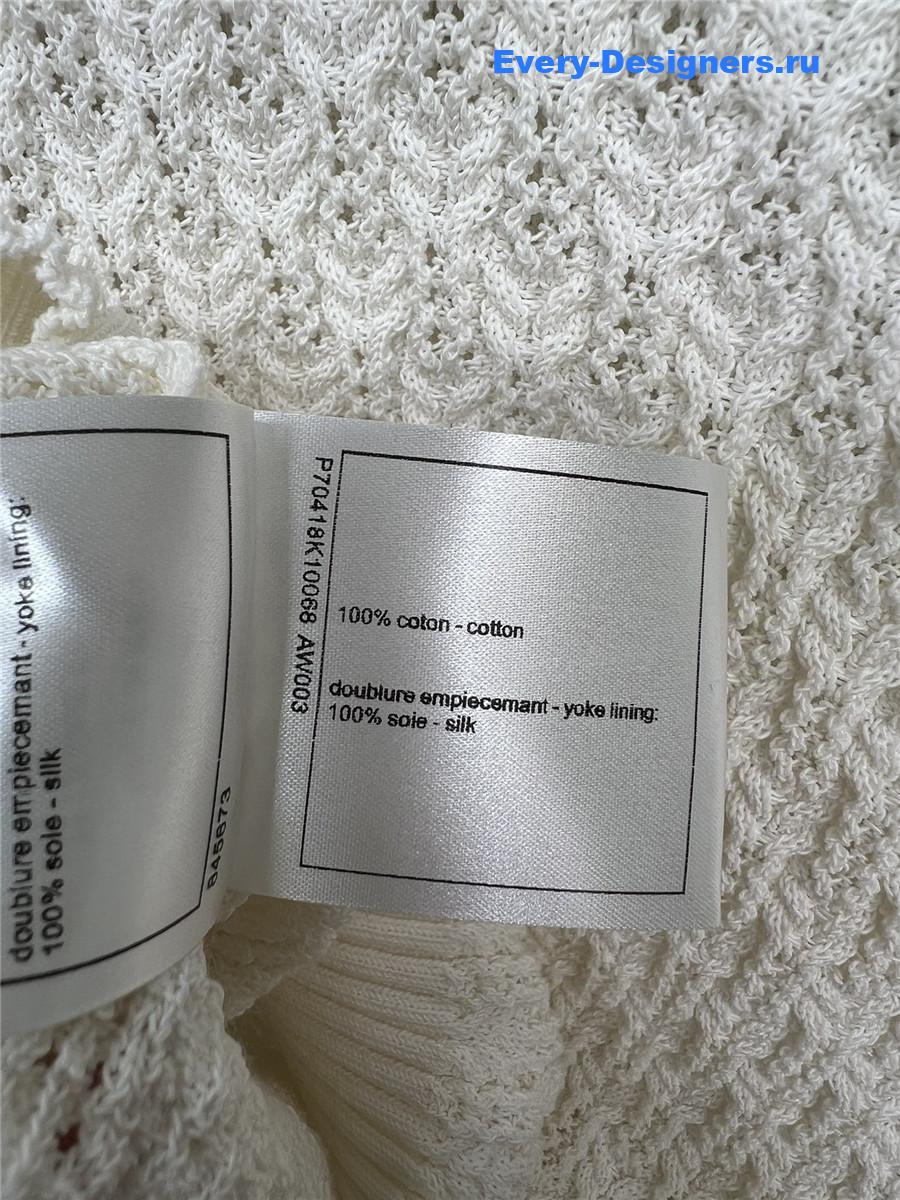 Every-Designers.ru
doublure empiecemant - yoke lining:
100% soie - silk
P70418K10068 AW003
100% coton - cotton
doublure empiecemant - yoke lining:
100% soie - silk